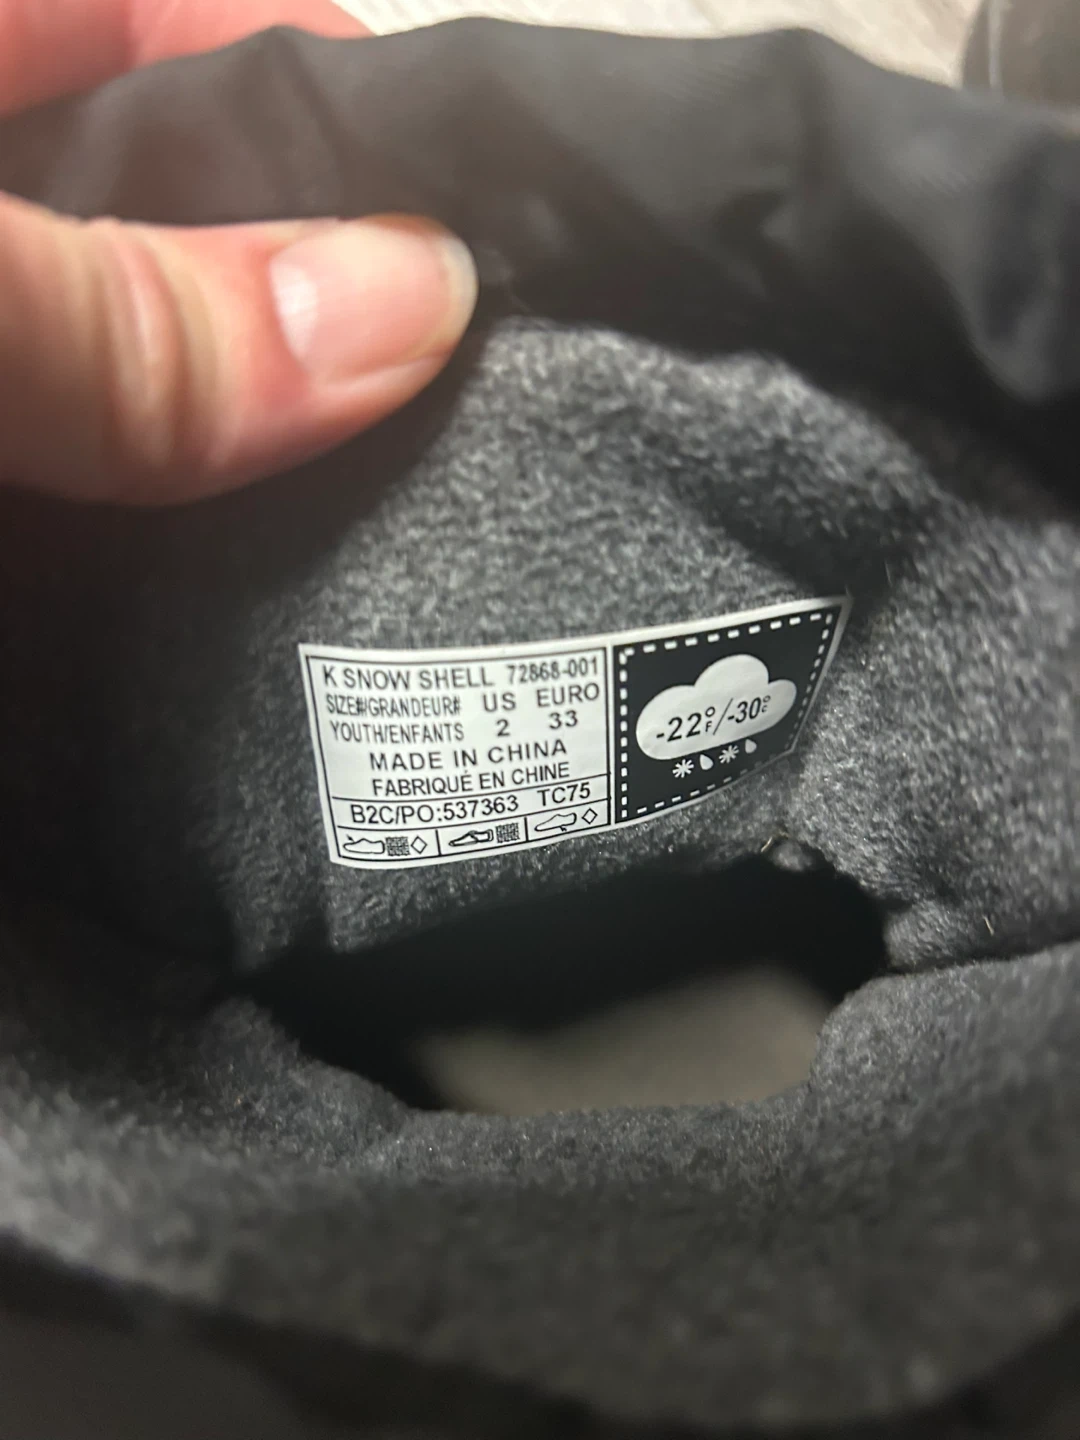 K SNOW SHELL 72868-001
SIZE#/GRANDEUR# US EURO
YOUTH/ENFANTS 2 33
MADE IN CHINA
FABRIQUÉ EN CHINE
B2C/PO:537363 TC75
-22°F/-30°C